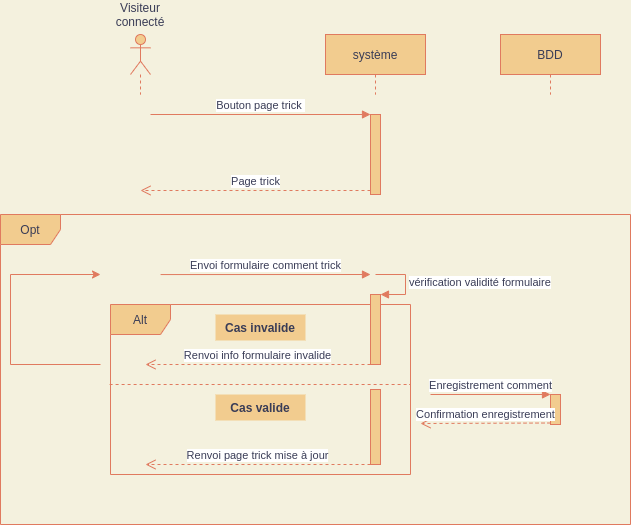 Visiteur
connecté
système
BDD
Bouton page trick
Page trick
Opt
Envoi formulaire comment trick
vérification validité formulaire
Alt
Cas invalide
Renvoi info formulaire invalide
Enregistrement comment
Cas valide
Confirmation enregistrement
Renvoi page trick mise à jour